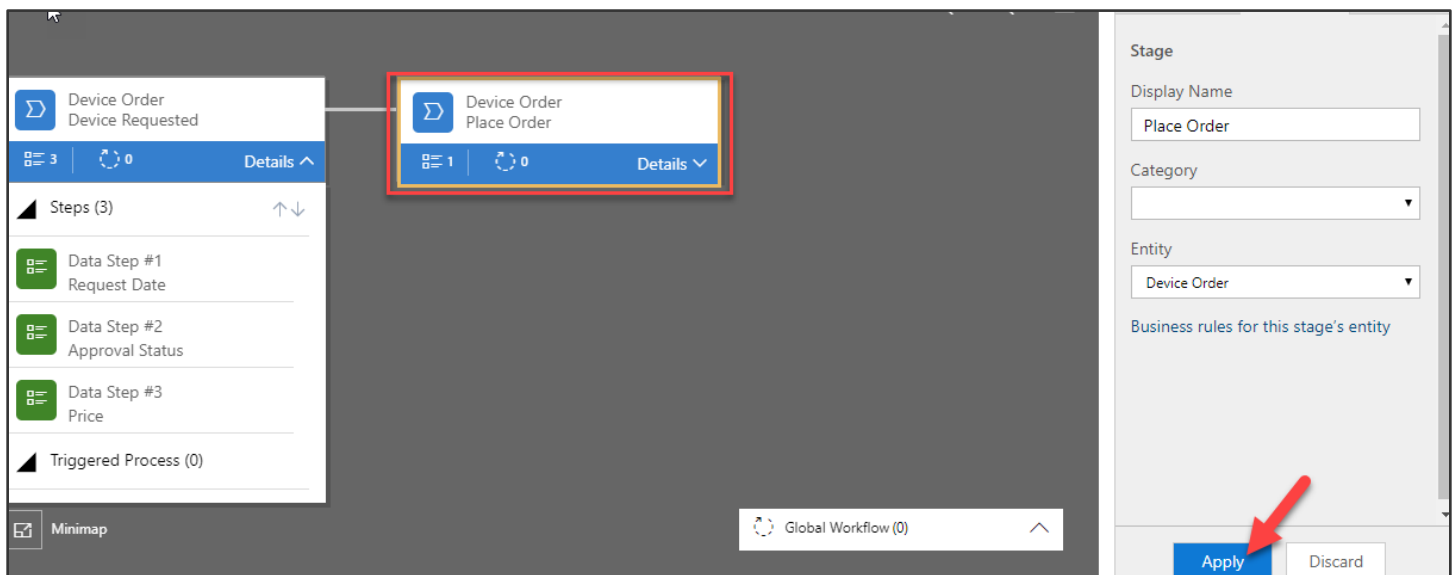 Device Order
Device Requested
3
0
Details
Steps (3)
Data Step #1
Request Date
Data Step #2
Approval Status
Data Step #3
Price
Triggered Process (0)
Minimap
Device Order
Place Order
1
0
Details
Global Workflow (0)
Stage
Display Name
Place Order
Category
Entity
Device Order
Business rules for this stage's entity
Apply
Discard